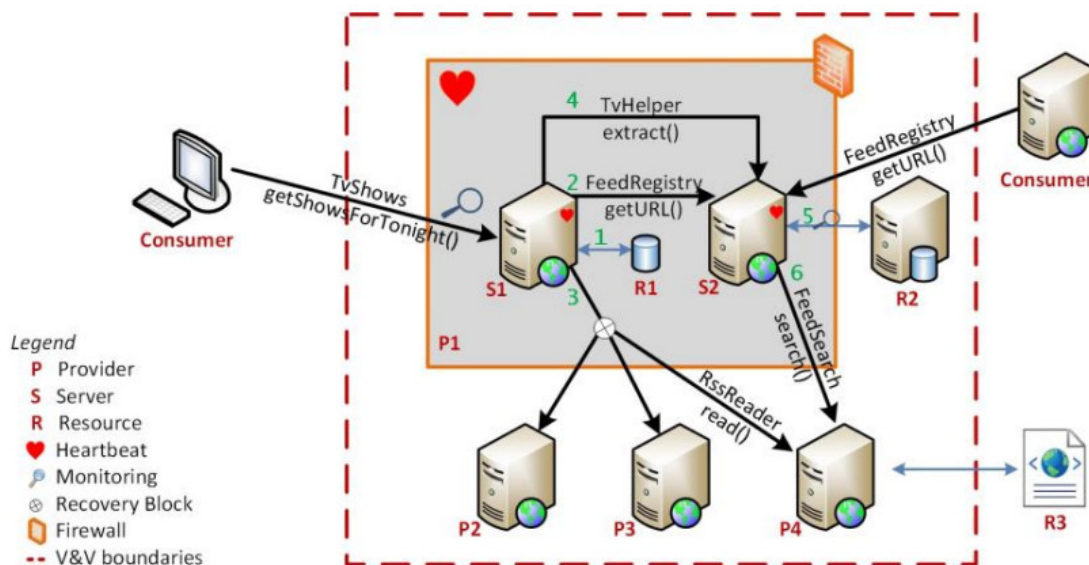 4
TvHelper
extract()
FeedRegistry
getURL()
Consumer
TvShows
getShowsForTonight()
Consumer
2
FeedRegistry
getURL()
1
5
S1
R1
S2
R2
3
6
FeedSearch
search()
P1
RssReader
read()
P2
P3
P4
R3
Legend
P Provider
S Server
R Resource
Heartbeat
Monitoring
Recovery Block
Firewall
V&V boundaries